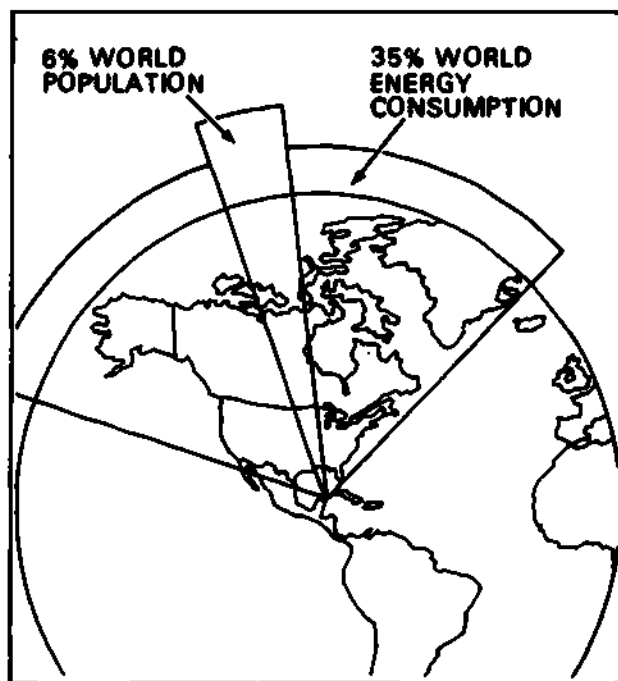 6% WORLD
POPULATION
35% WORLD
ENERGY
CONSUMPTION